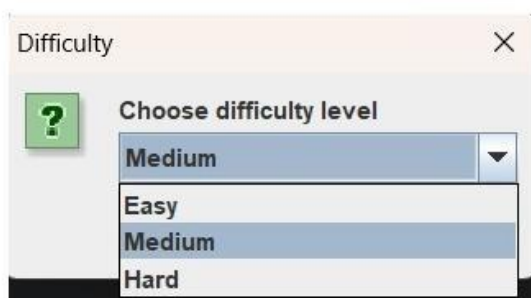 Difficulty
?
Choose difficulty level
Medium
Easy
Medium
Hard